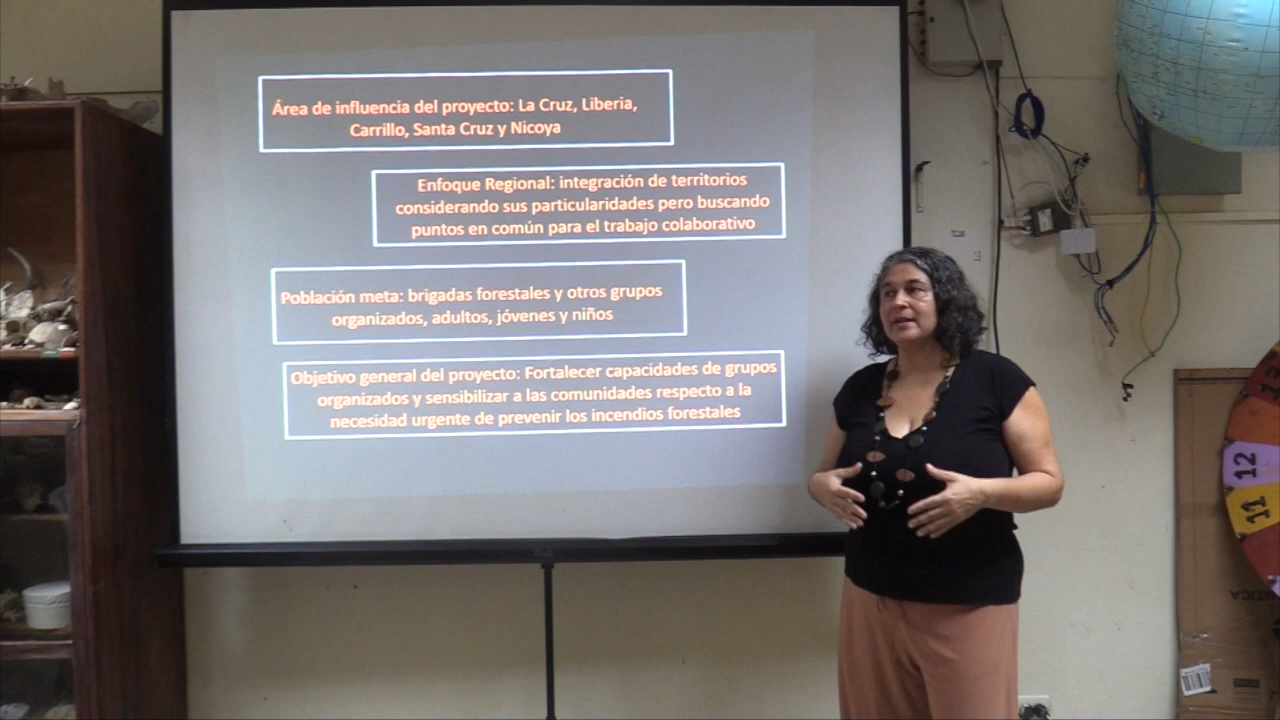 Área de influencia del proyecto: La Cruz, Liberia,
Carrillo, Santa Cruz y Nicoya
Enfoque Regional: integración de territorios
considerando sus particularidades pero buscando
puntos en común para el trabajo colaborativo
Población meta: brigadas forestales y otros grupos
organizados, adultos, jóvenes y niños
Objetivo general del proyecto: Fortalecer capacidades de grupos
organizados y sensibilizar a las comunidades respecto a la
necesidad urgente de prevenir los incendios forestales
13
12
11